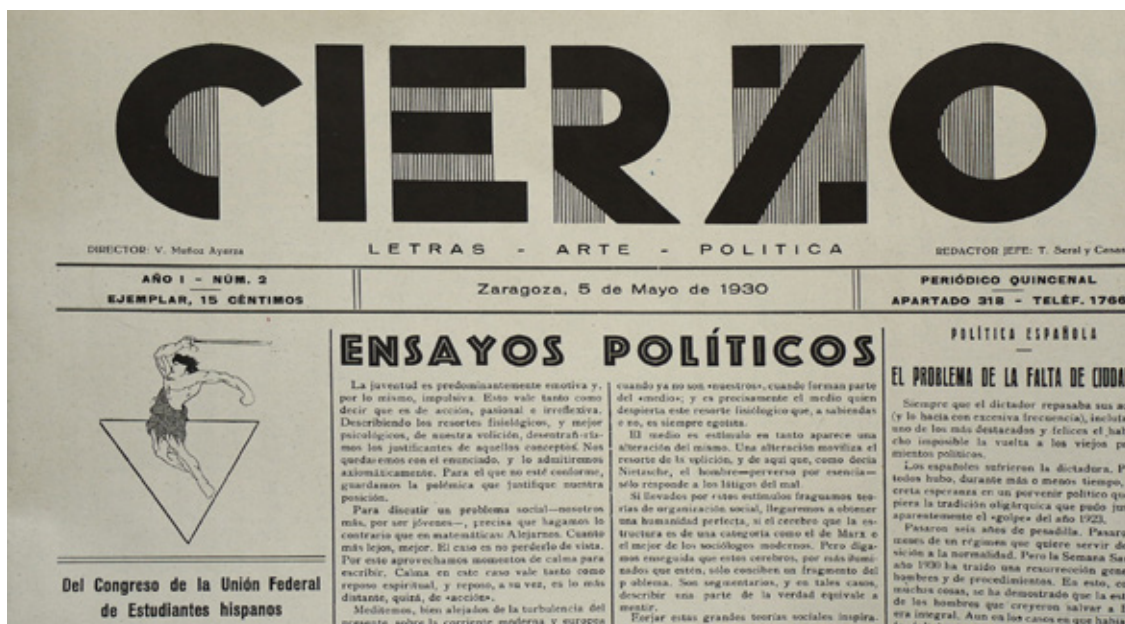 CIERZO
DIRECTOR: V. Muñoz Ayarza
LETRAS - ARTE - POLITICA
REDACTOR JEFE: T. Seral y Casas
AÑO I - NÚM. 2
EJEMPLAR, 15 CÉNTIMOS
Zaragoza, 5 de Mayo de 1930
PERIÓDICO QUINCENAL
APARTADO 318 - TELÉF. 1766
Del Congreso de la Unión Federal
de Estudiantes hispanos
ENSAYOS POLÍTICOS
La juventud es predominantemente emotiva y,
por lo mismo, impulsiva. Esto vale tanto como
decir que es de acción, pasional e irreflexiva.
Describiendo los resortes fisiológicos, y mejor
psicológicos, de nuestra volición, desentrañaría-
mos los justificantes de aquellos conceptos. Nos
quedaremos con el enunciado, y lo admitiremos
axiomáticamente. Para el que no esté conforme,
guardamos la polémica que justifique nuestra
posición.
Para discutir un problema social—nosotros
más, por ser jóvenes—, precisa que hagamos lo
contrario que en matemáticas: Alejarnos. Cuanto
más lejos, mejor. El caso es no perderlo de vista.
Por esto aprovechamos momentos de calma para
escribir. Calma en este caso vale tanto como
reposo espiritual, y reposo, a su vez, es lo más
distante, quizá, de «acción».
Meditemos, bien alejados de la turbulencia del
presente, sobre la corriente moderna y europea
cuando ya no son «nuestros», cuando forman parte
del «medio»; y es precisamente el medio quien
despierta este resorte fisiológico que, a sabiendas
o no, es siempre egoísta.
El medio es estímulo en tanto aparece una
alteración del mismo. Una alteración moviliza el
resorte de la volición, y de aquí que, como decía
Nietzsche, el hombre—perverso por esencia—
sólo responde a los látigos del mal.
Si llevados por estos estímulos fraguamos teo-
rías de organización social, llegaremos a obtener
una humanidad perfecta, si el cerebro que la es-
tructura es de una categoría como el de Marx o
el mejor de los sociólogos modernos. Pero diga-
mos enseguida que estos cerebros, por más ilumi-
nados que estén, sólo conciben un fragmento del
p oblema. Son segmentarios, y en tales casos,
describir una parte de la verdad equivale a
mentir.
Forjar estas grandes teorías sociales inspira-
POLÍTICA ESPAÑOLA
EL PROBLEMA DE LA FALTA DE CIUDA
Siempre que el dictador repasaba sus
(y lo hacía con excesiva frecuencia), incluía
uno de los más destacados y felices el
cho imposible la vuelta a los viejos
mientos políticos.
Los españoles sufrieron la dictadura. P
todos hubo, durante más o menos tiempo,
creta esperanza en un porvenir político
piera la tradición oligárquica que pudo
aparentemente el «golpe» del año 1923.
Pasaron seis años de pesadilla.
meses de un régimen que quiere servir
sición a la normalidad. Pero la Semana
año 1930 ha traído una resurrección
hombres y de procedimientos. En esto,
muchas cosas, se ha demostrado que la
de los hombres que creyeron salvar a
era integral. Aun en los casos en que